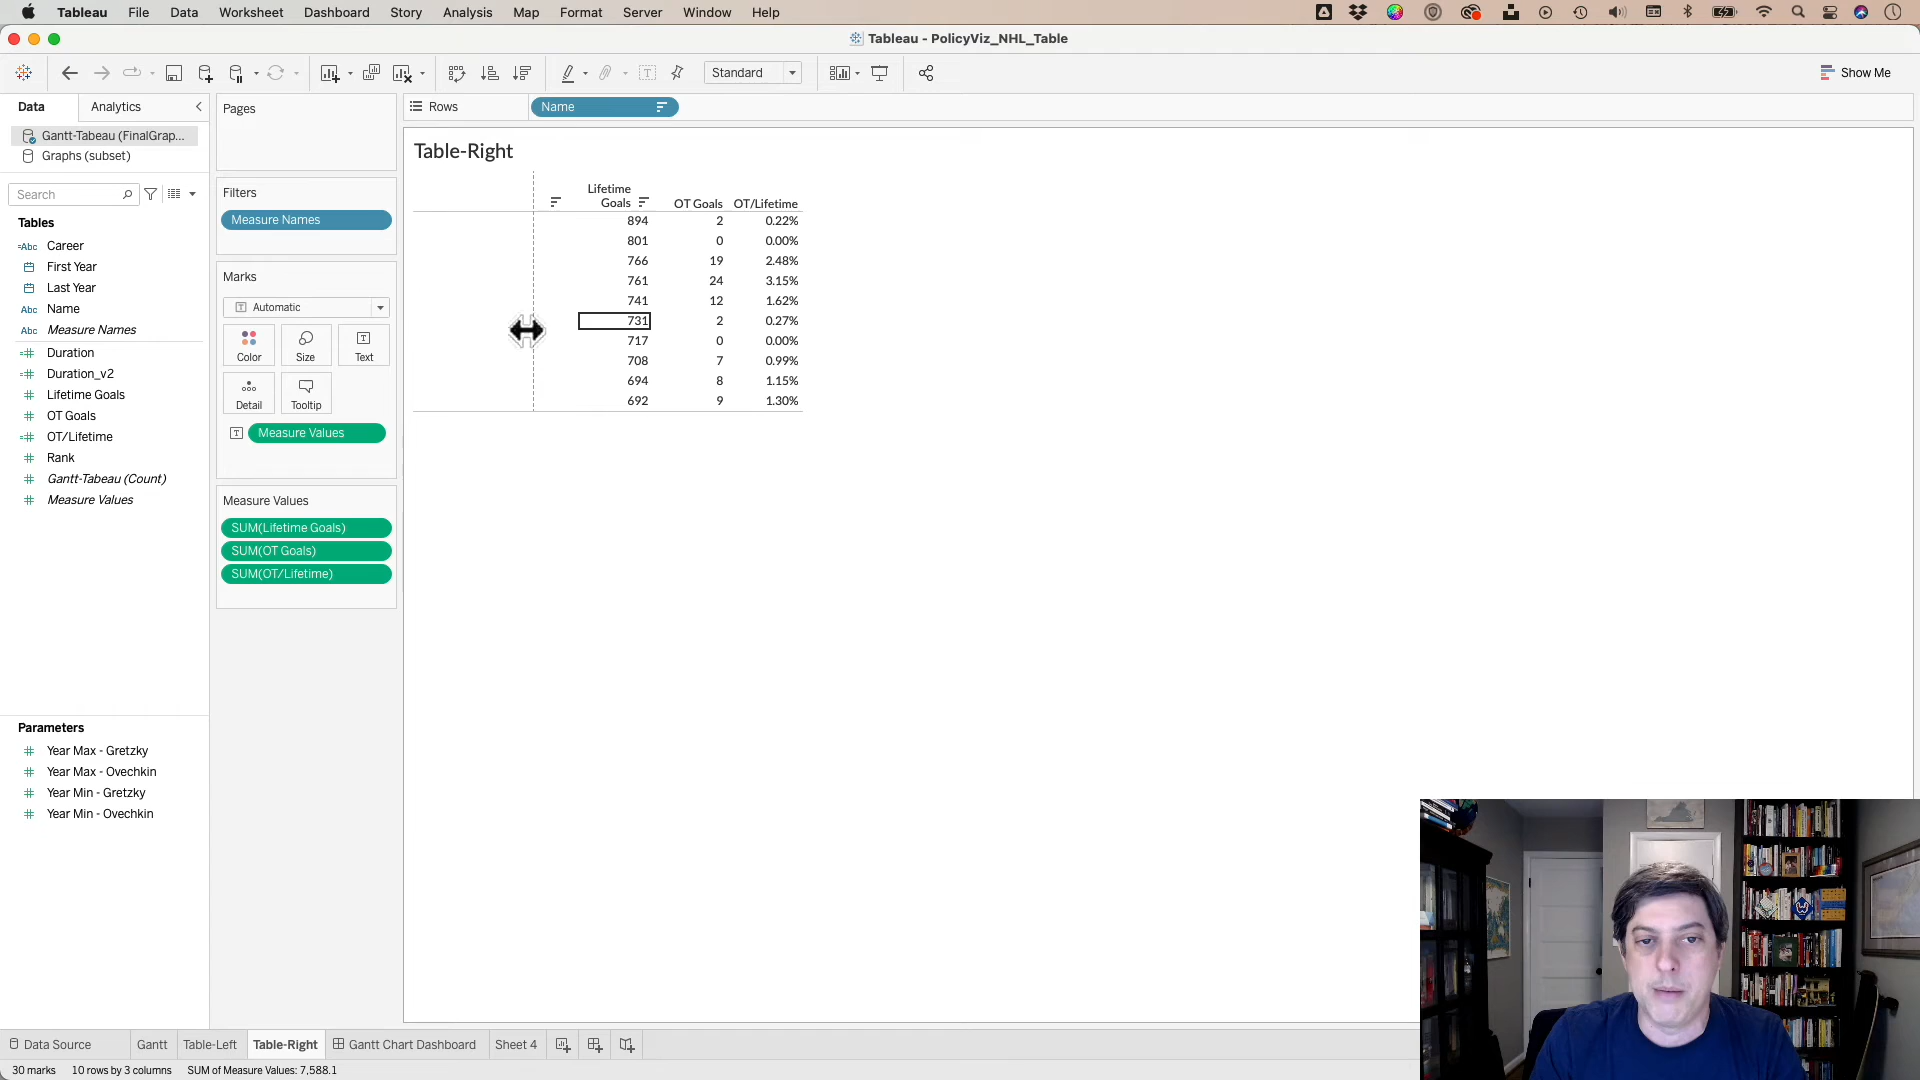 Tableau File Data Worksheet Dashboard Story Analysis Map Format Server Window Help
Tableau - PolicyViz_NHL_Table
Standard
Show Me
Data Analytics
Gantt-Tabeau (FinalGrap...
Graphs (subset)
Search
Tables
Abc Career
First Year
Last Year
Abc Name
Abc Measure Names
Duration
Duration_v2
Lifetime Goals
OT Goals
OT/Lifetime
Rank
Gantt-Tabeau (Count)
Measure Values
Parameters
Year Max - Gretzky
Year Max - Ovechkin
Year Min - Gretzky
Year Min - Ovechkin
Pages
Filters
Measure Names
Marks
Automatic
Color Size Text
Detail Tooltip
Measure Values
Measure Values
SUM(Lifetime Goals)
SUM(OT Goals)
SUM(OT/Lifetime)
Rows Name
Table-Right
Lifetime
Goals OT Goals OT/Lifetime
894 2 0.22%
801 0 0.00%
766 19 2.48%
761 24 3.15%
741 12 1.62%
731 2 0.27%
717 0 0.00%
708 7 0.99%
694 8 1.15%
692 9 1.30%
Data Source Gantt Table-Left Table-Right Gantt Chart Dashboard Sheet 4
30 marks 10 rows by 3 columns SUM of Measure Values: 7,588.1